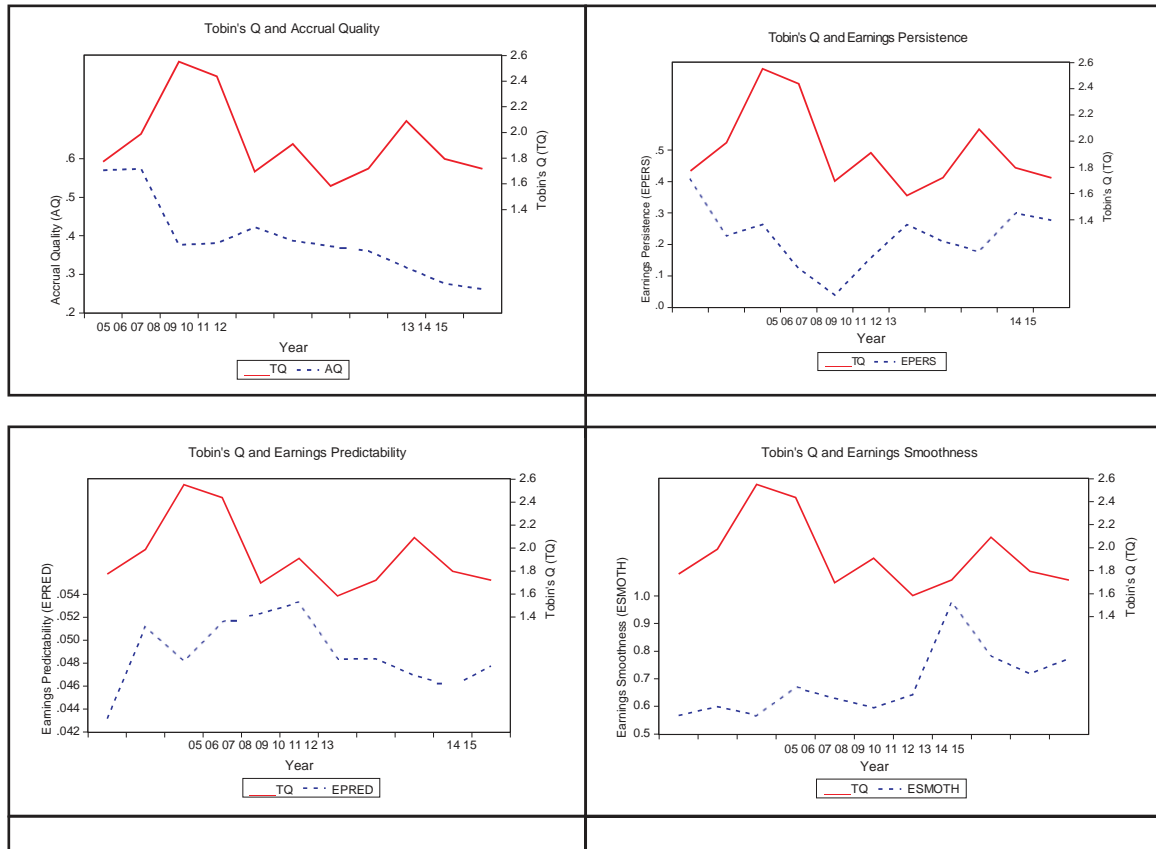 Tobin's Q and Accrual Quality
2.6
2.4
2.2
2.0
1.8
1.6
1.4
Tobin's Q (TQ)
.6
.5
.4
.3
.2
Accrual Quality (AQ)
05 06 07 08 09 10 11 12 13 14 15
Year
TQ AQ
Tobin's Q and Earnings Persistence
2.6
2.4
2.2
2.0
1.8
1.6
1.4
Tobin's Q (TQ)
.5
.4
.3
.2
.1
.0
Earnings Persistence (EPERS)
05 06 07 08 09 10 11 12 13 14 15
Year
TQ EPERS
Tobin's Q and Earnings Predictability
2.6
2.4
2.2
2.0
1.8
1.6
1.4
Tobin's Q (TQ)
.054
.052
.050
.048
.046
.044
.042
Earnings Predictability (EPRED)
05 06 07 08 09 10 11 12 13 14 15
Year
TQ EPRED
Tobin's Q and Earnings Smoothness
2.6
2.4
2.2
2.0
1.8
1.6
1.4
Tobin's Q (TQ)
1.0
0.9
0.8
0.7
0.6
0.5
Earnings Smoothness (ESMOTH)
05 06 07 08 09 10 11 12 13 14 15
Year
TQ ESMOTH